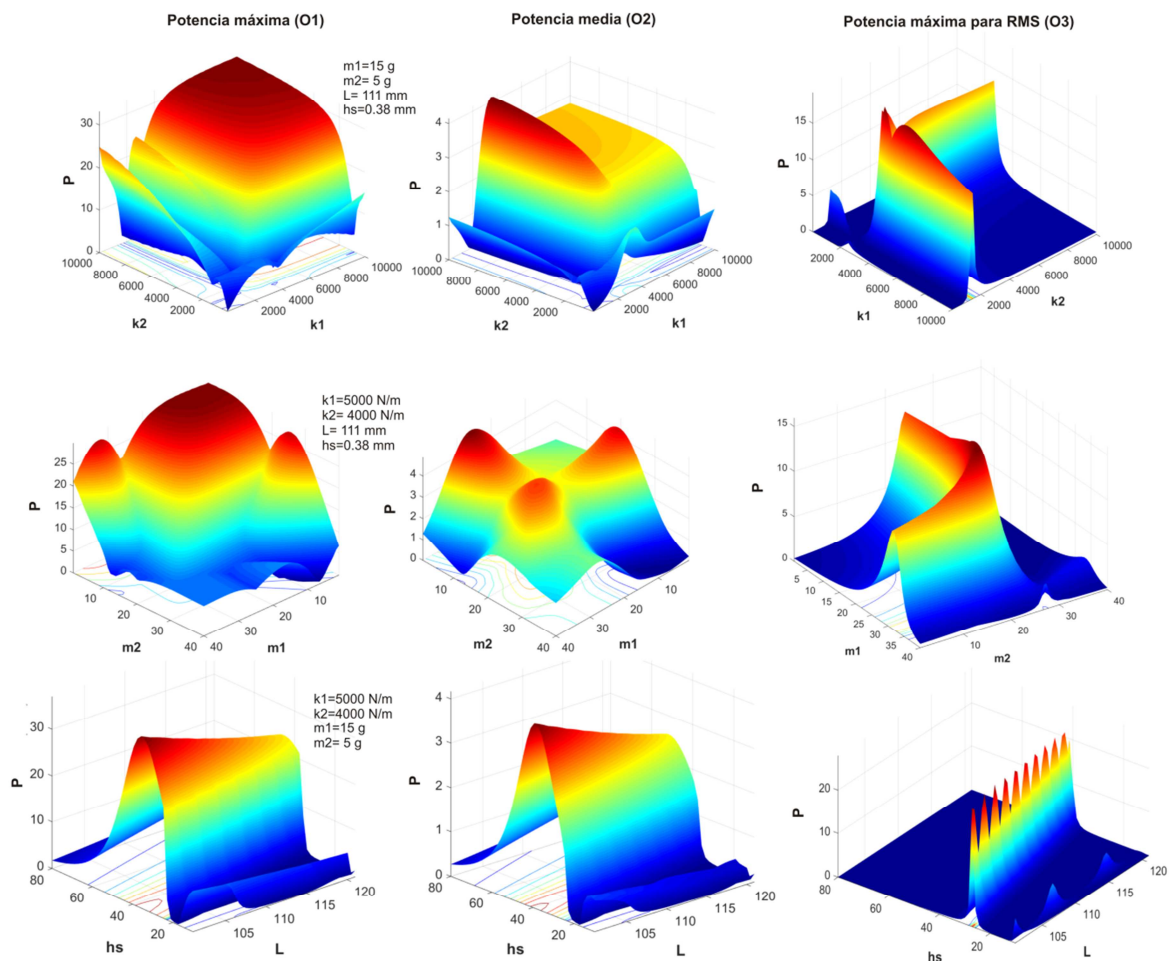 Potencia máxima (O1)
Potencia media (O2)
Potencia máxima para RMS (O3)
m1=15 g
m2= 5 g
L= 111 mm
hs=0.38 mm
P
30
20
10
0
10000
8000
6000
4000
2000
k2
2000
4000
6000
8000
10000
k1
P
4
3
2
1
0
10000
8000
6000
4000
2000
k2
2000
4000
6000
8000
10000
k1
P
15
10
5
0
2000
4000
6000
8000
10000
k1
2000
4000
6000
8000
10000
k2
k1=5000 N/m
k2= 4000 N/m
L= 111 mm
hs=0.38 mm
P
25
20
15
10
5
0
10
20
30
40
m2
40
30
20
10
m1
P
4
3
2
1
0
10
20
30
40
m2
40
30
20
10
m1
P
15
10
5
0
5
10
15
20
25
30
35
40
m1
10
20
30
40
m2
k1=5000 N/m
k2=4000 N/m
m1=15 g
m2= 5 g
P
30
20
10
0
80
60
40
20
hs
105
110
115
120
L
P
4
3
2
1
0
80
60
40
20
hs
105
110
115
120
L
P
20
10
0
80
60
40
20
hs
105
110
115
120
L